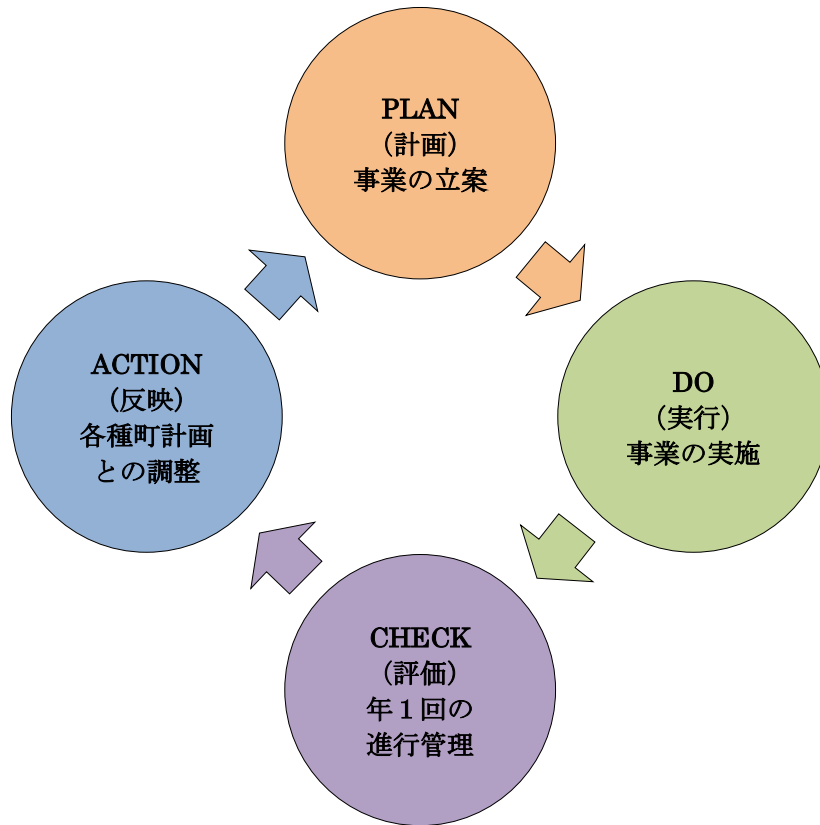 PLAN
（計画）
事業の立案
DO
（実行）
事業の実施
CHECK
（評価）
年１回の
進行管理
ACTION
（反映）
各種町計画
との調整